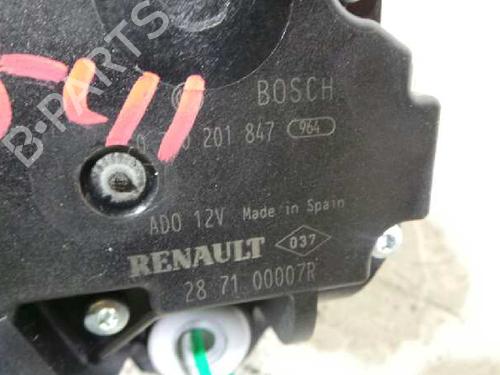 B-PARTS
BOSCH
201 847 964
ADO 12V Made in Spain
RENAULT 037
28 71 00007R